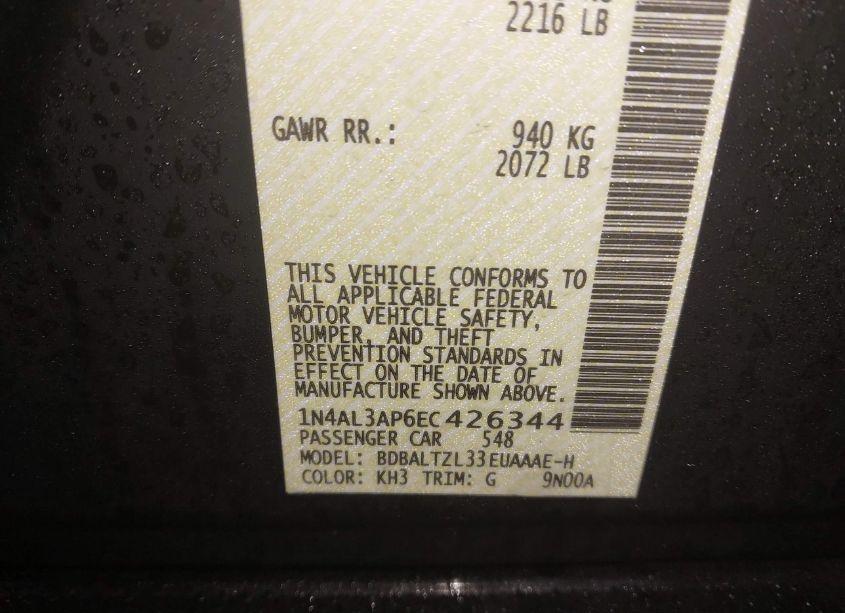 2216 LB
GAWR RR.: 940 KG
2072 LB
THIS VEHICLE CONFORMS TO
ALL APPLICABLE FEDERAL
MOTOR VEHICLE SAFETY,
BUMPER, AND THEFT
PREVENTION STANDARDS IN
EFFECT ON THE DATE OF
MANUFACTURE SHOWN ABOVE.
1N4AL3AP6EC426344
PASSENGER CAR 548
MODEL: BDBALTZL33EUAAAE-H
COLOR: KH3 TRIM: G 9N00A